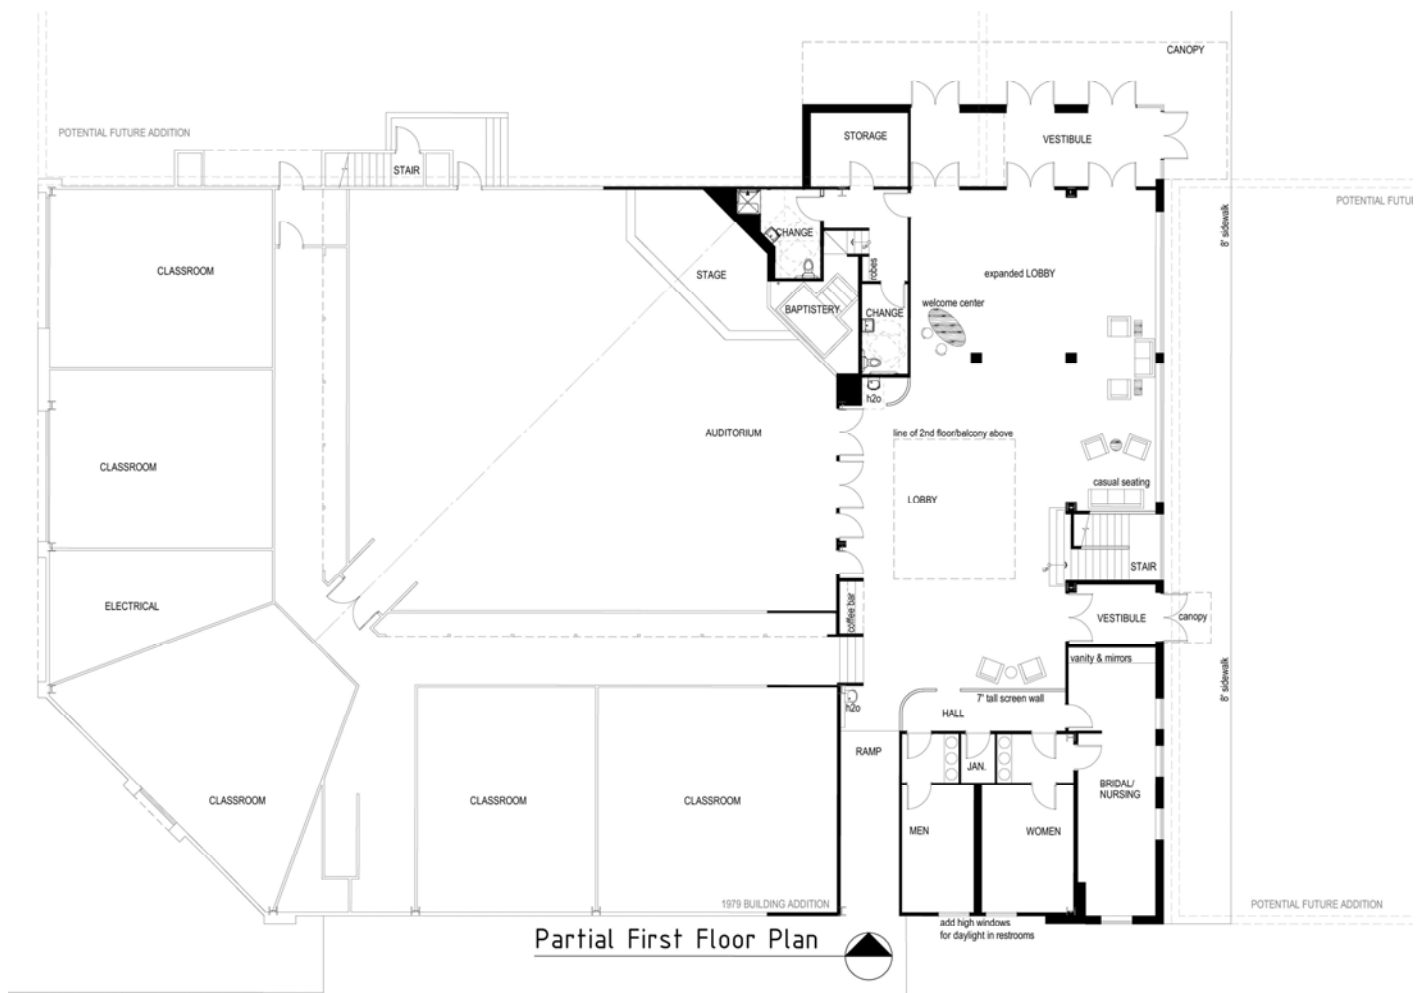 CANOPY
POTENTIAL FUTURE ADDITION
STORAGE
VESTIBULE
STAIR
POTENTIAL FUTU
8' sidewalk
CHANGE
CLASSROOM
STAGE
robes
expanded LOBBY
BAPTISTERY
welcome center
CHANGE
h2o
AUDITORIUM
line of 2nd floor/balcony above
CLASSROOM
casual seating
LOBBY
STAIR
ELECTRICAL
coffee bar
VESTIBULE
canopy
vanity & mirrors
8' sidewalk
h2o
7' tall screen wall
HALL
RAMP
JAN.
BRIDAL/
NURSING
CLASSROOM
CLASSROOM
CLASSROOM
MEN
WOMEN
1979 BUILDING ADDITION
POTENTIAL FUTURE ADDITION
add high windows
for daylight in restrooms
Partial First Floor Plan